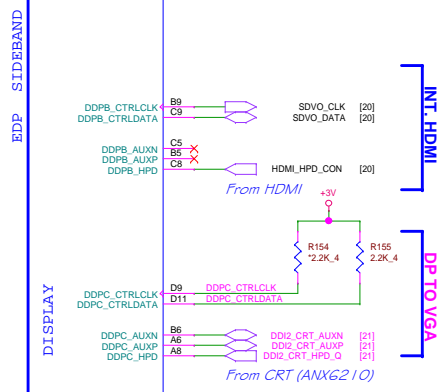 EDP SIDEBAND
DISPLAY
DDPB_CTRLCLK B9 SDVO_CLK [20]
DDPB_CTRLDATA C9 SDVO_DATA [20]
DDPB_AUXN C5
DDPB_AUXP B5
DDPB_HPD C8 HDMI_HPD_CON [20]
From HDMI
INT. HDMI
+3V
R154 R155
*2.2K_4 2.2K_4
DDPC_CTRLCLK D9 DDPC_CTRLCLK
DDPC_CTRLDATA D11 DDPC_CTRLDATA
DDPC_AUXN B6 DDI2_CRT_AUXN [21]
DDPC_AUXP A6 DDI2_CRT_AUXP [21]
DDPC_HPD A8 DDI2_CRT_HPD_Q [21]
From CRT (ANX6210)
DP TO VGA